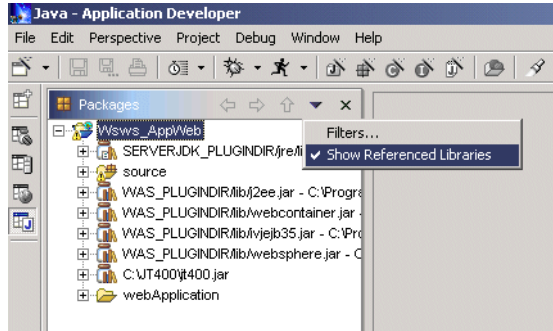 Java - Application Developer
File Edit Perspective Project Debug Window Help
Packages
Wsws_AppWeb
Filters...
SERVERJDK_PLUGINDIR/jre/li
Show Referenced Libraries
source
WAS_PLUGINDIR/lib/j2ee.jar - C:\Progra
WAS_PLUGINDIR/lib/webcontainer.jar -
WAS_PLUGINDIR/lib/ivjejb35.jar - C:\Pro
WAS_PLUGINDIR/lib/websphere.jar - C
C:\JT400\jt400.jar
webApplication